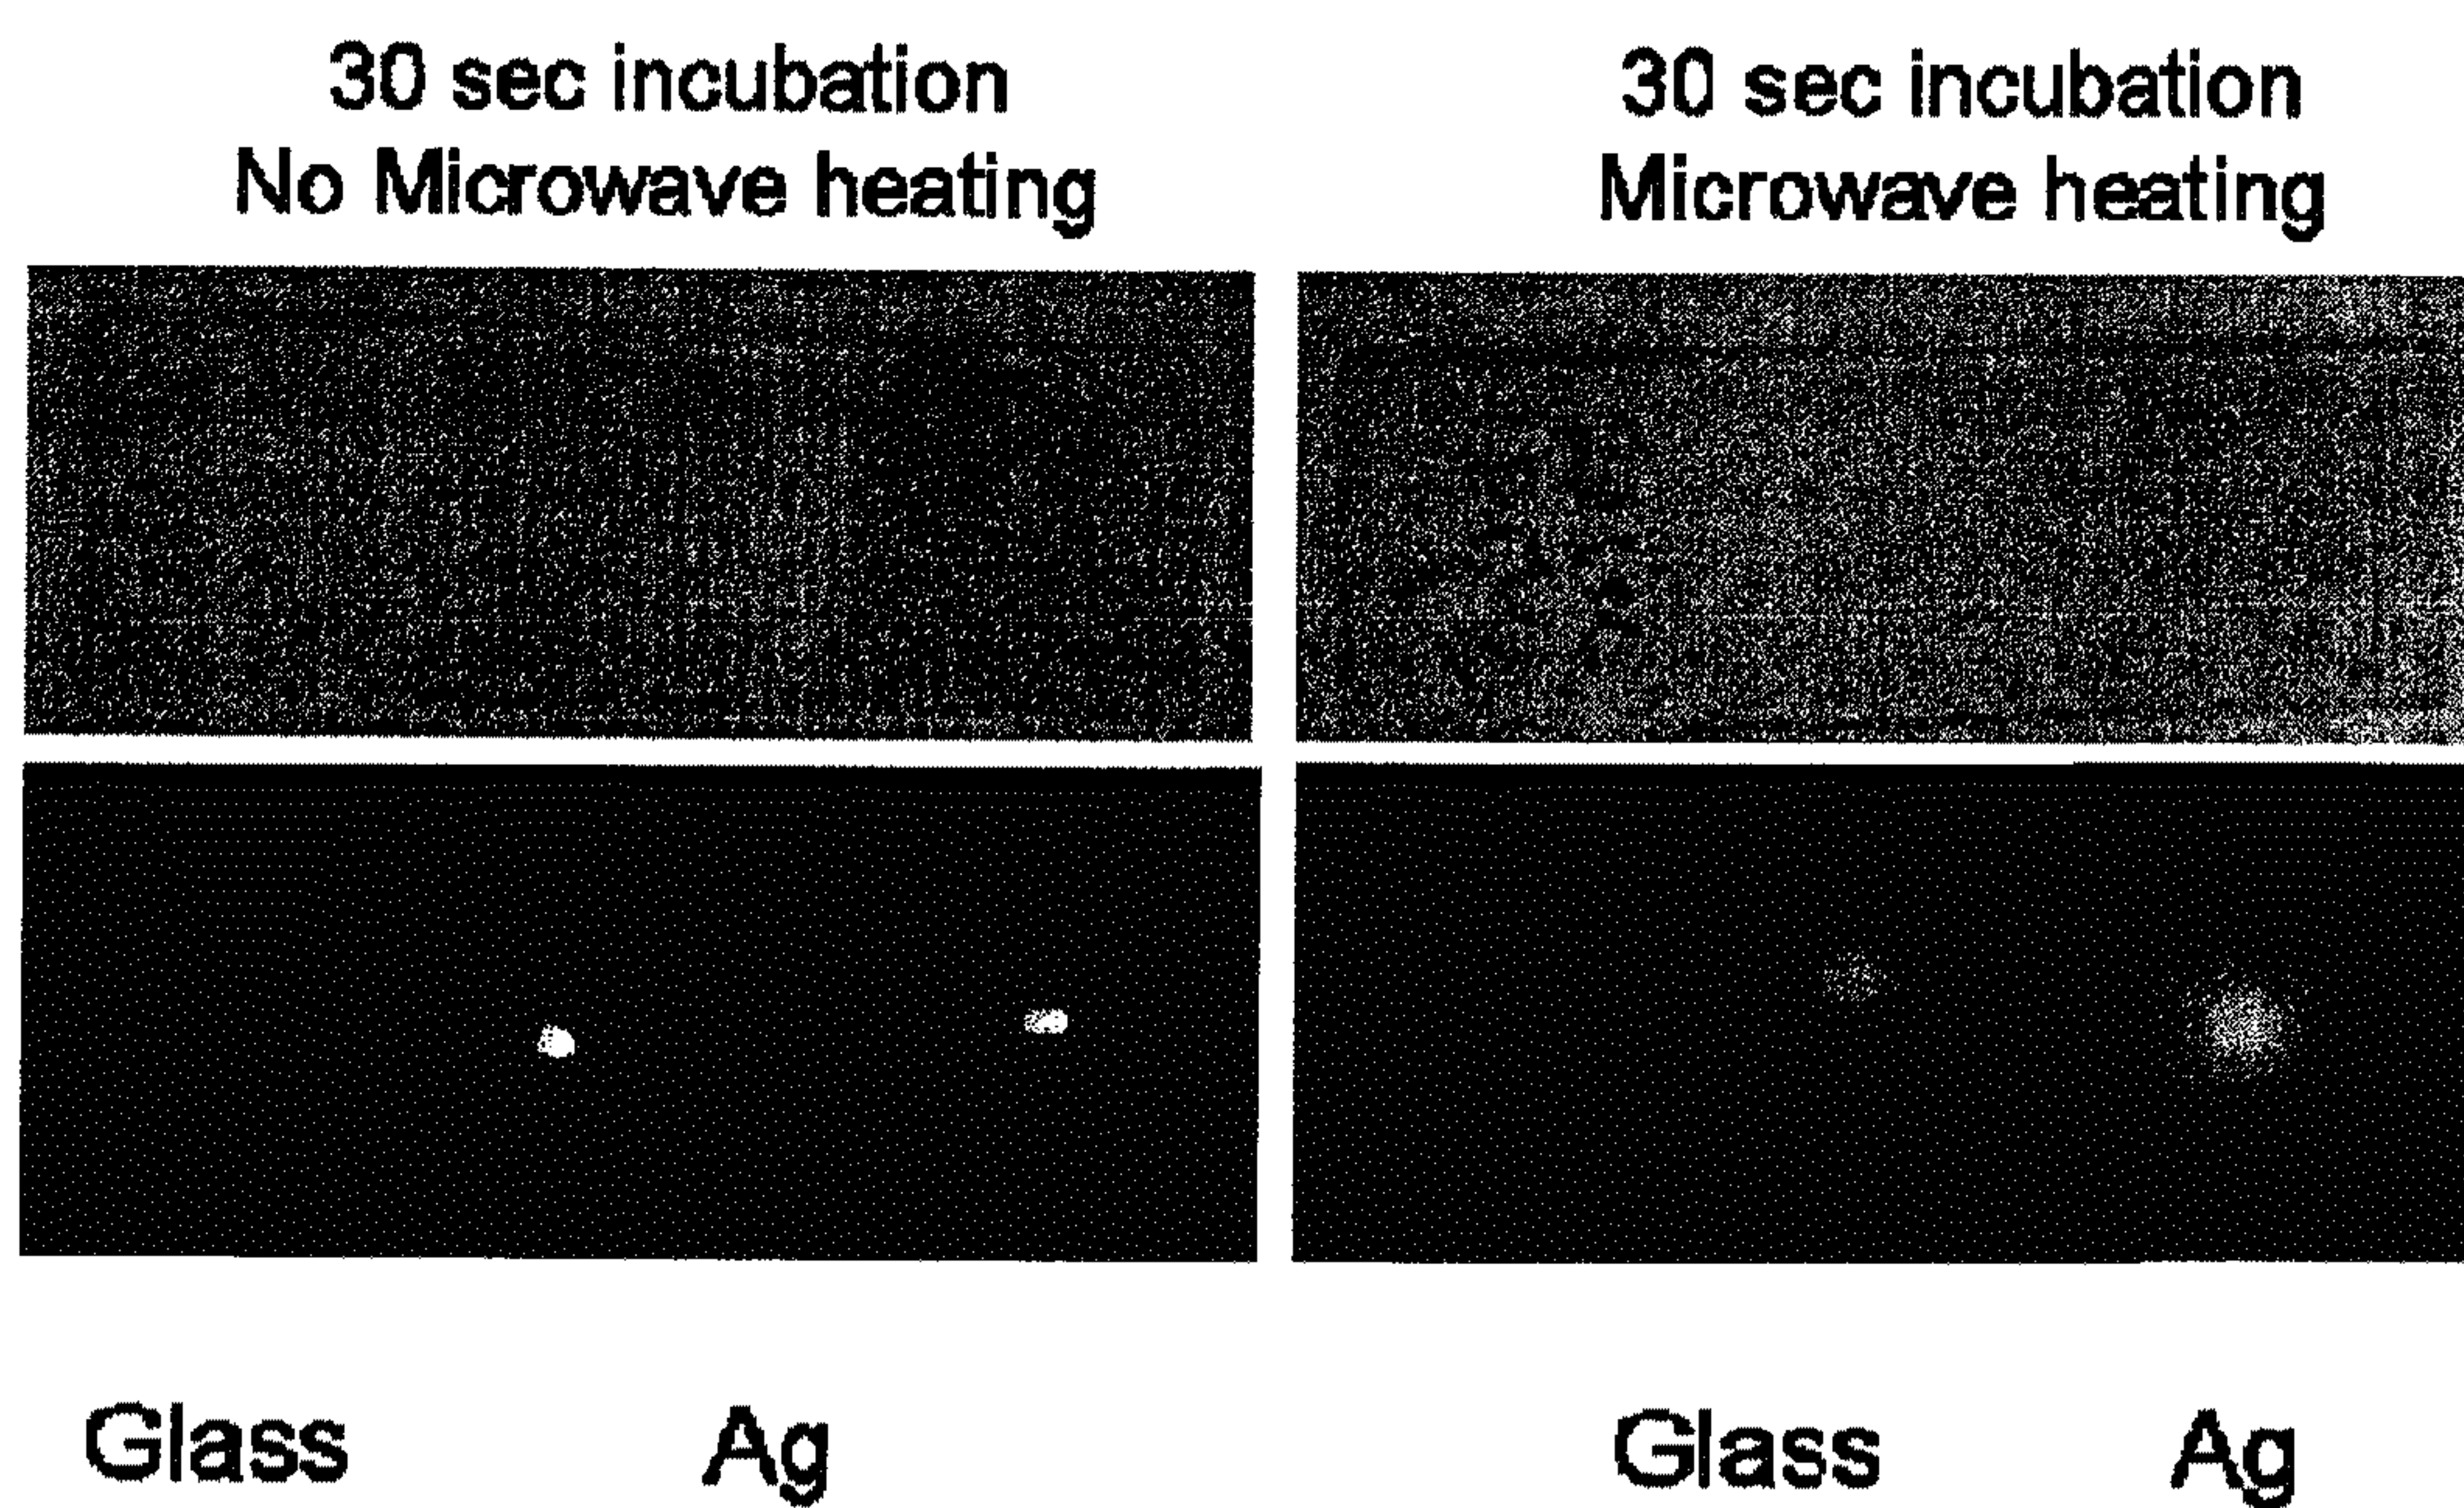 30 sec incubation
No Microwave heating
30 sec incubation
Microwave heating
Glass Ag
Glass Ag